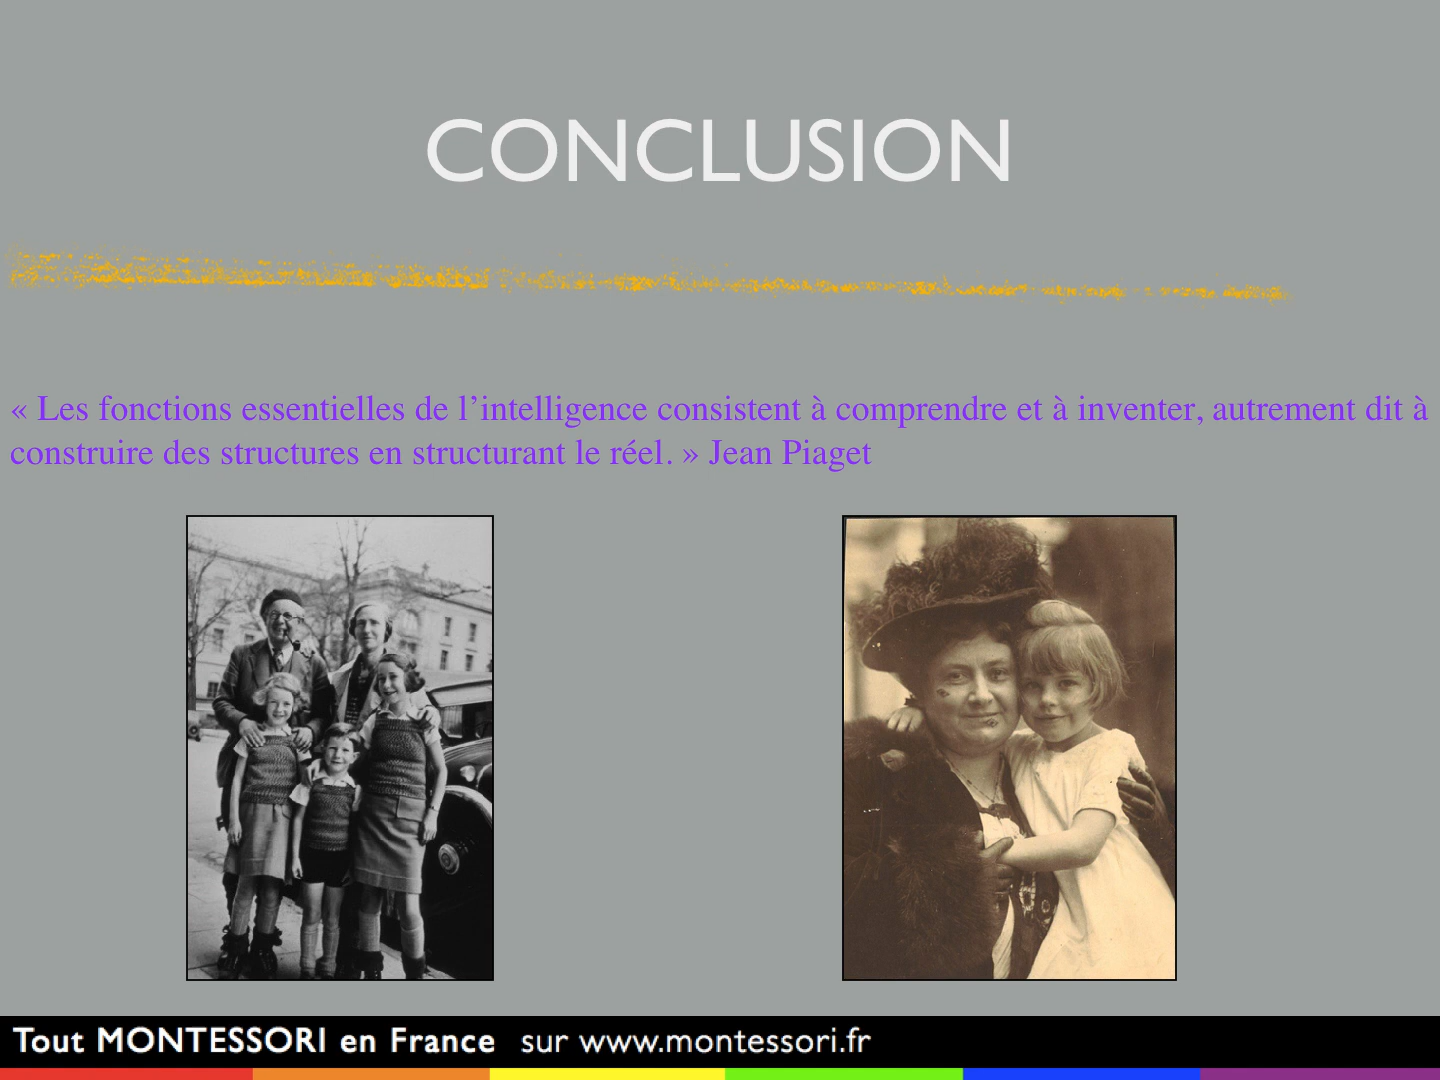 CONCLUSION
« Les fonctions essentielles de l’intelligence consistent à comprendre et à inventer, autrement dit à
construire des structures en structurant le réel. » Jean Piaget
Tout MONTESSORI en France sur www.montessori.fr